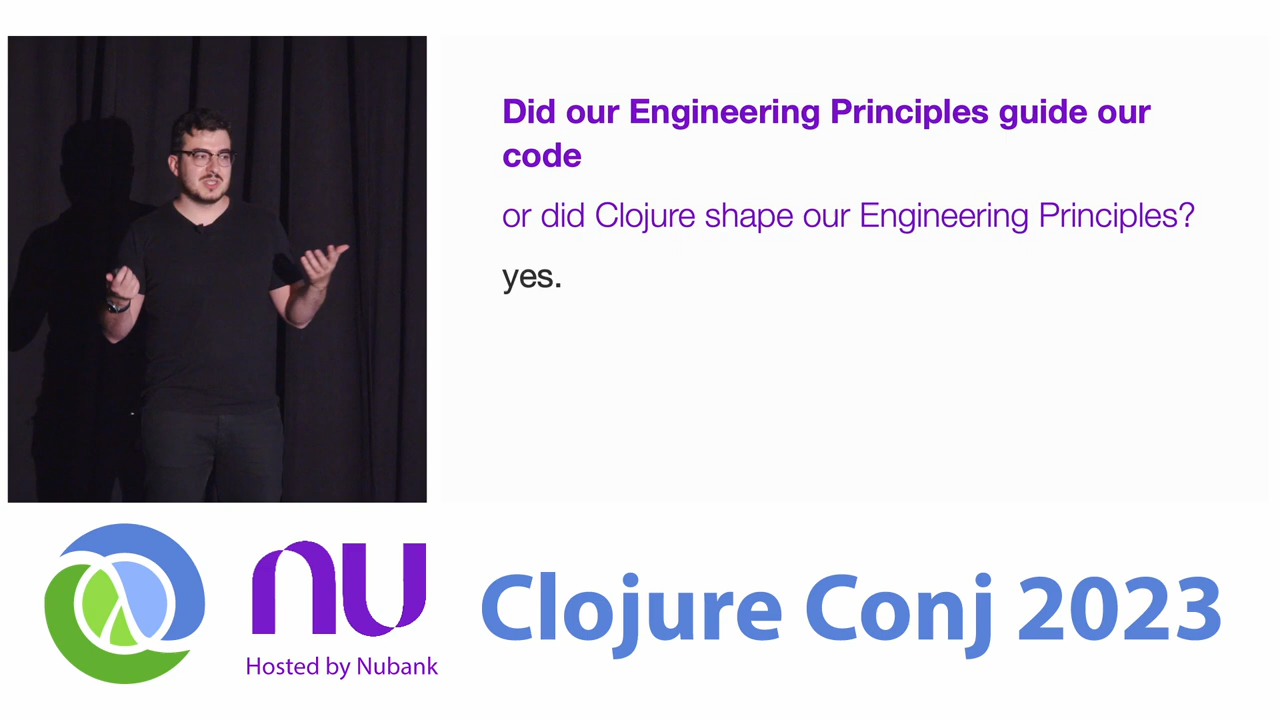 Did our Engineering Principles guide our
code
or did Clojure shape our Engineering Principles?
yes.
nu
Hosted by Nubank
Clojure Conj 2023